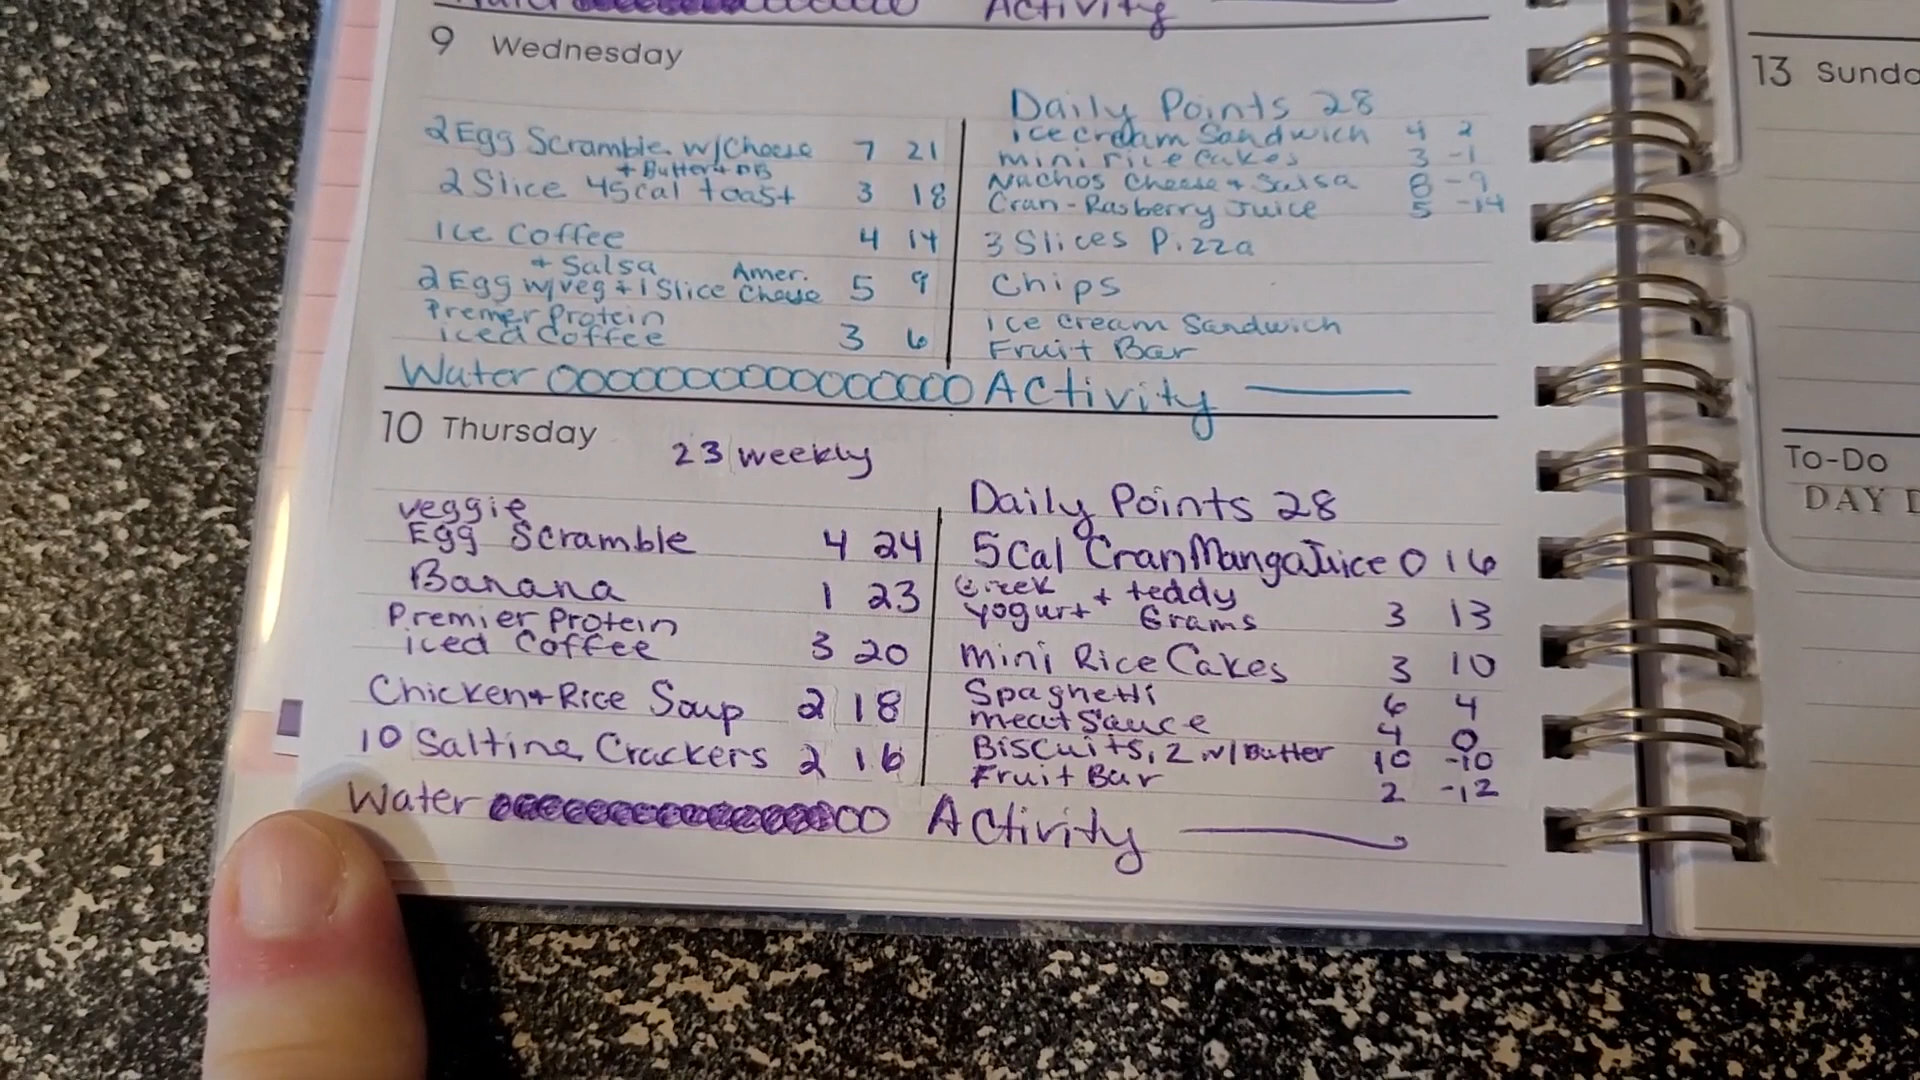 Activity
9 Wednesday
Daily Points 28
2 Egg Scramble w/Cheese 7 21
+ Butter + PB
2 Slice 45cal toast 3 18
Ice Coffee 4 14
+ Salsa Amer.
2 Egg w/veg + 1 Slice Cheese 5 9
Premer Protein
iced Coffee 3 6
ice cream Sandwich 4 2
mini rice cakes 3 -1
Nachos Cheese + Salsa 8 -9
Cran-Rasberry Juice 5 -14
3 Slices Pizza
Chips
ice cream Sandwich
Fruit Bar
Water OOOOOOOOOOOOOOOO Activity
10 Thursday
23 weekly
Daily Points 28
veggie
Egg Scramble 4 24
Banana 1 23
Premier Protein
iced Coffee 3 20
Chicken + Rice Soup 2 18
10 Saltine Crackers 2 16
5 Cal CranMangoJuice 0 16
Greek + teddy
Yogurt Grams 3 13
mini Rice Cakes 3 10
Spaghetti 6 4
meat Sauce 4 0
Biscuits, 2 w/Butter 10 -10
Fruit Bar 2 -12
Water Activity
13 Sunda
To-Do
DAY D